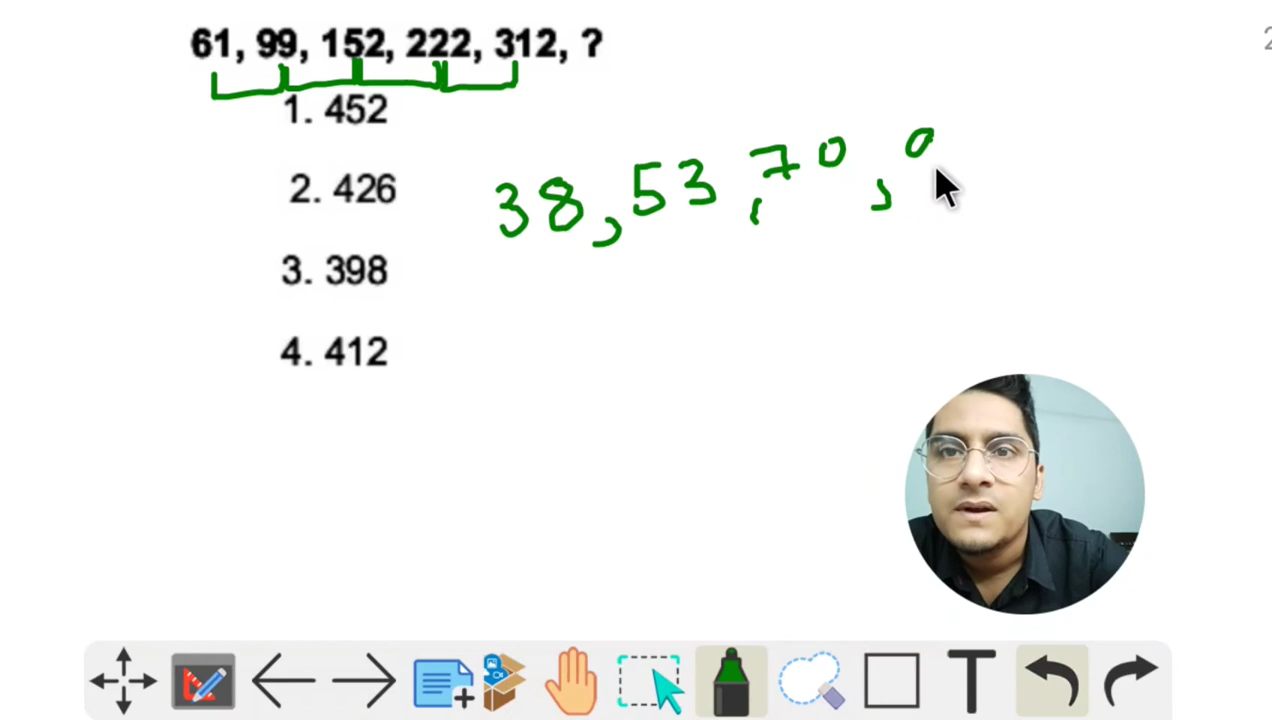 61, 99, 152, 222, 312, ?
1. 452
38, 53, 70,
2. 426
3. 398
4. 412
T